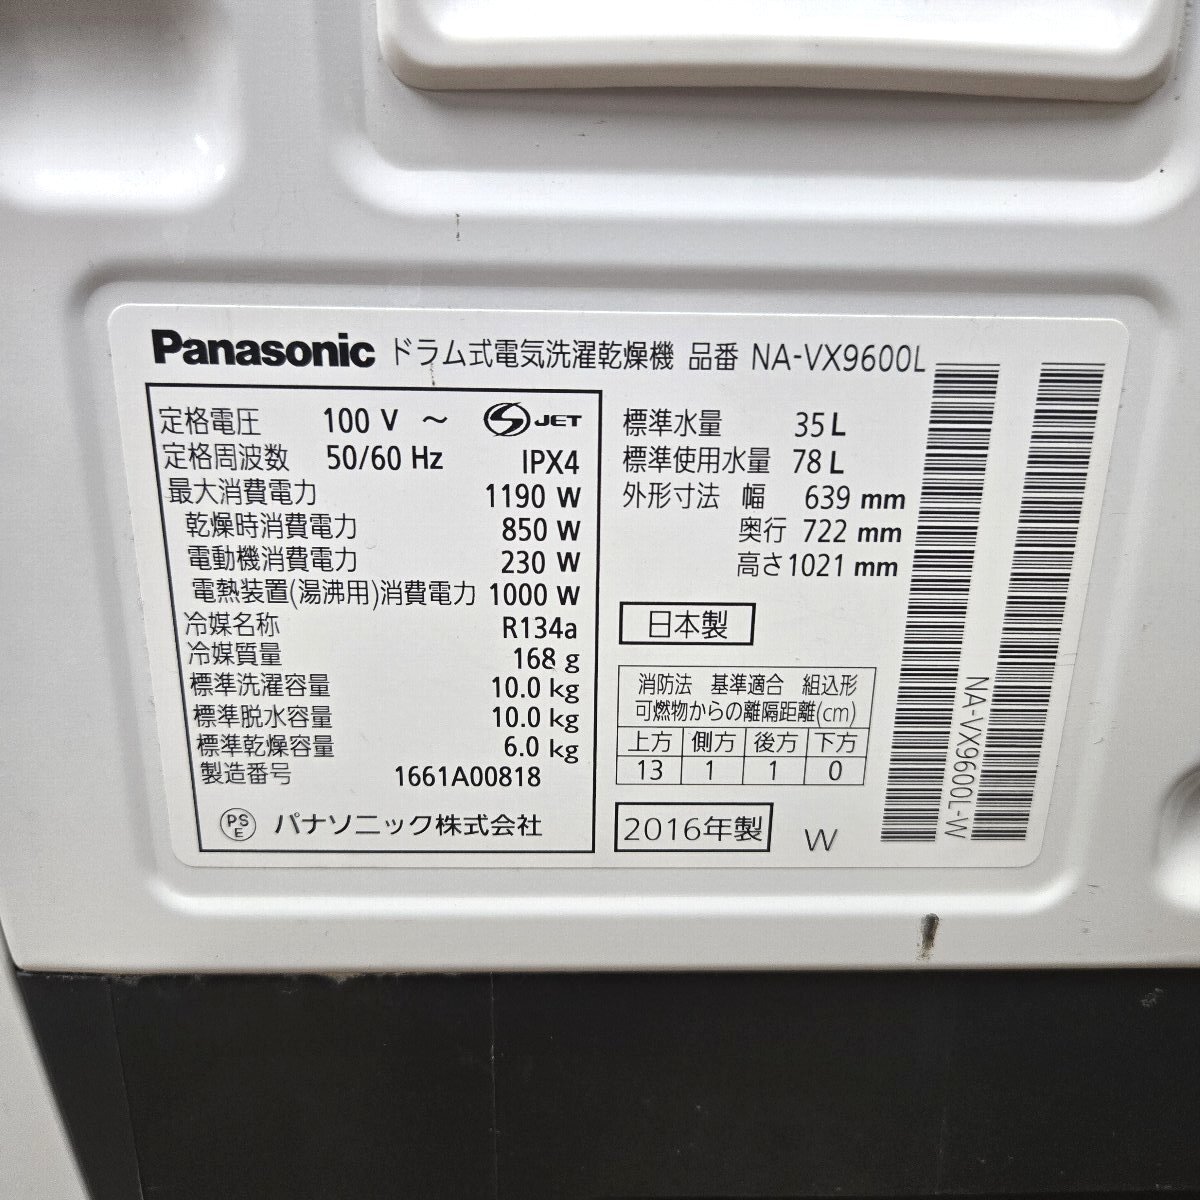 Panasonic ドラム式電気洗濯乾燥機 品番 NA-VX9600L
定格電圧 100 V ～ JET
定格周波数 50/60 Hz IPX4
最大消費電力 1190 W
乾燥時消費電力 850 W
電動機消費電力 230 W
電熱装置(湯沸用)消費電力 1000 W
冷媒名称 R134a
冷媒質量 168 g
標準洗濯容量 10.0 kg
標準脱水容量 10.0 kg
標準乾燥容量 6.0 kg
製造番号 1661A00818
PS E パナソニック株式会社
標準水量 35 L
標準使用水量 78 L
外形寸法 幅 639 mm
奥行 722 mm
高さ 1021 mm
日本製
消防法 基準適合 組込形
可燃物からの離隔距離(cm)
上方 側方 後方 下方
13 1 1 0
2016年製 W
NA-VX9600L-W